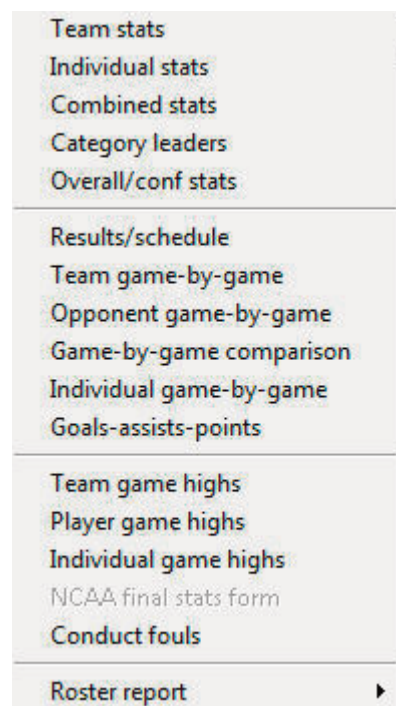 Team stats
Individual stats
Combined stats
Category leaders
Overall/conf stats
Results/schedule
Team game-by-game
Opponent game-by-game
Game-by-game comparison
Individual game-by-game
Goals-assists-points
Team game highs
Player game highs
Individual game highs
NCAA final stats form
Conduct fouls
Roster report